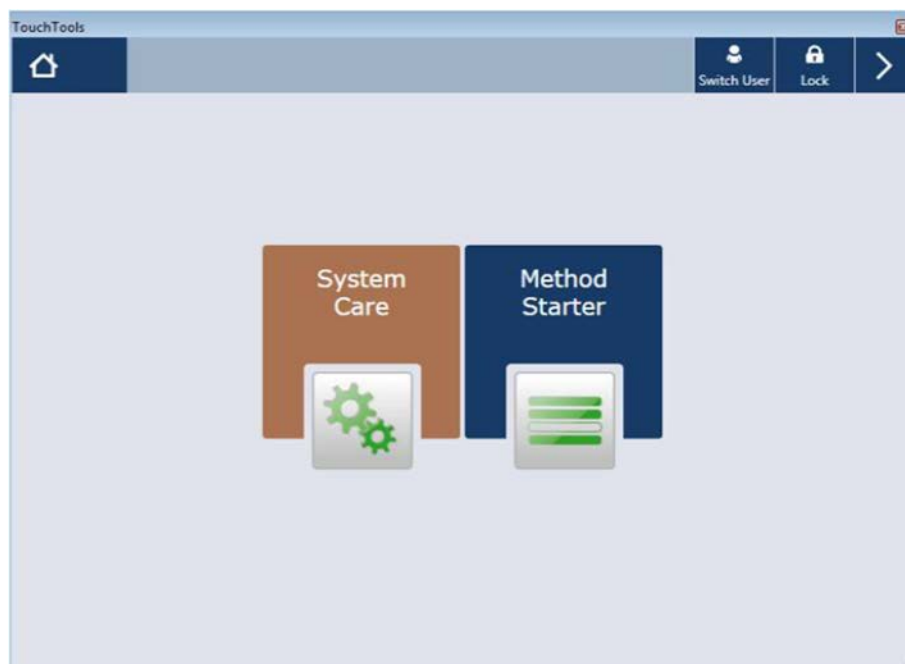 TouchTools
Switch User
Lock
System
Care
Method
Starter